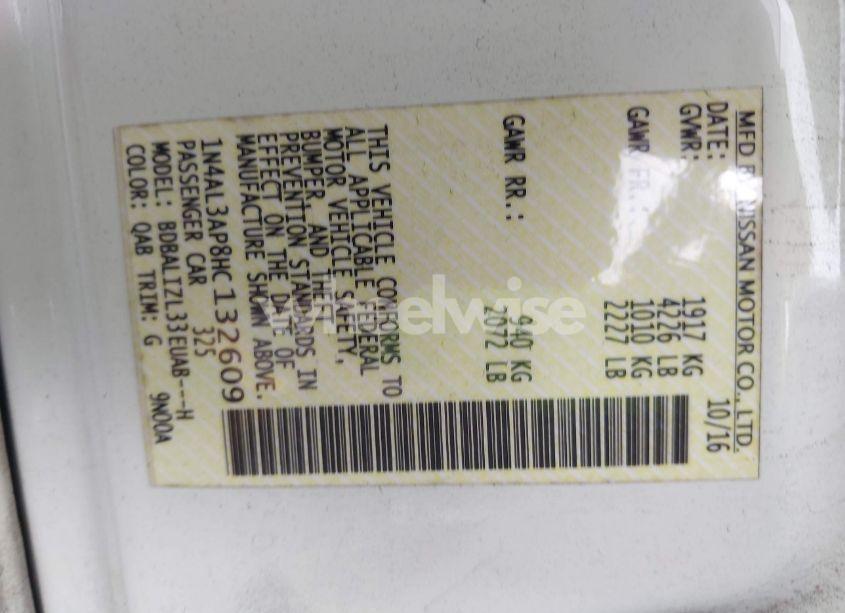 MFD BY NISSAN MOTOR CO., LTD.
DATE: 10/16
GVWR: 1917 KG
4226 LB
GAWR FR.: 1010 KG
2227 LB
GAWR RR.: 940 KG
2072 LB
THIS VEHICLE CONFORMS TO
ALL APPLICABLE FEDERAL
MOTOR VEHICLE SAFETY,
BUMPER, AND THEFT
PREVENTION STANDARDS IN
EFFECT ON THE DATE OF
MANUFACTURE SHOWN ABOVE.
1N4AL3AP8HC132609
PASSENGER CAR 325
MODEL: BDBALTZL33EUAB---H
COLOR: QAB TRIM: G 9N00A
wheelwise